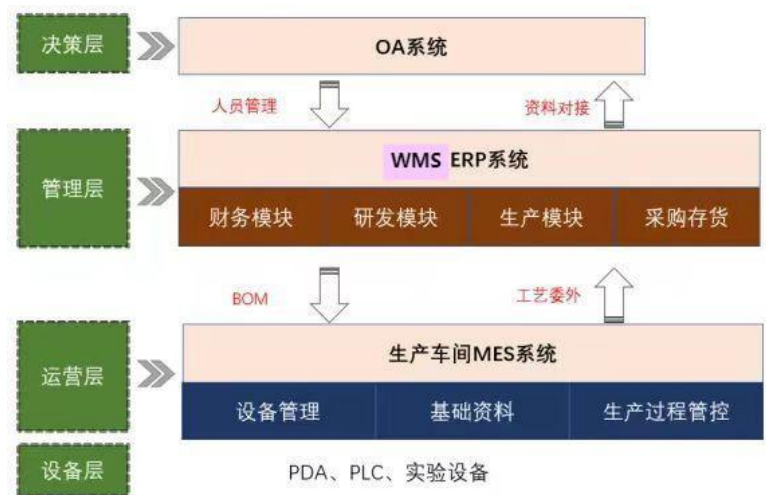 决策层
OA系统
人员管理
资料对接
管理层
WMS ERP系统
财务模块
研发模块
生产模块
采购存货
BOM
工艺委外
运营层
生产车间MES系统
设备管理
基础资料
生产过程管控
设备层
PDA、PLC、实验设备